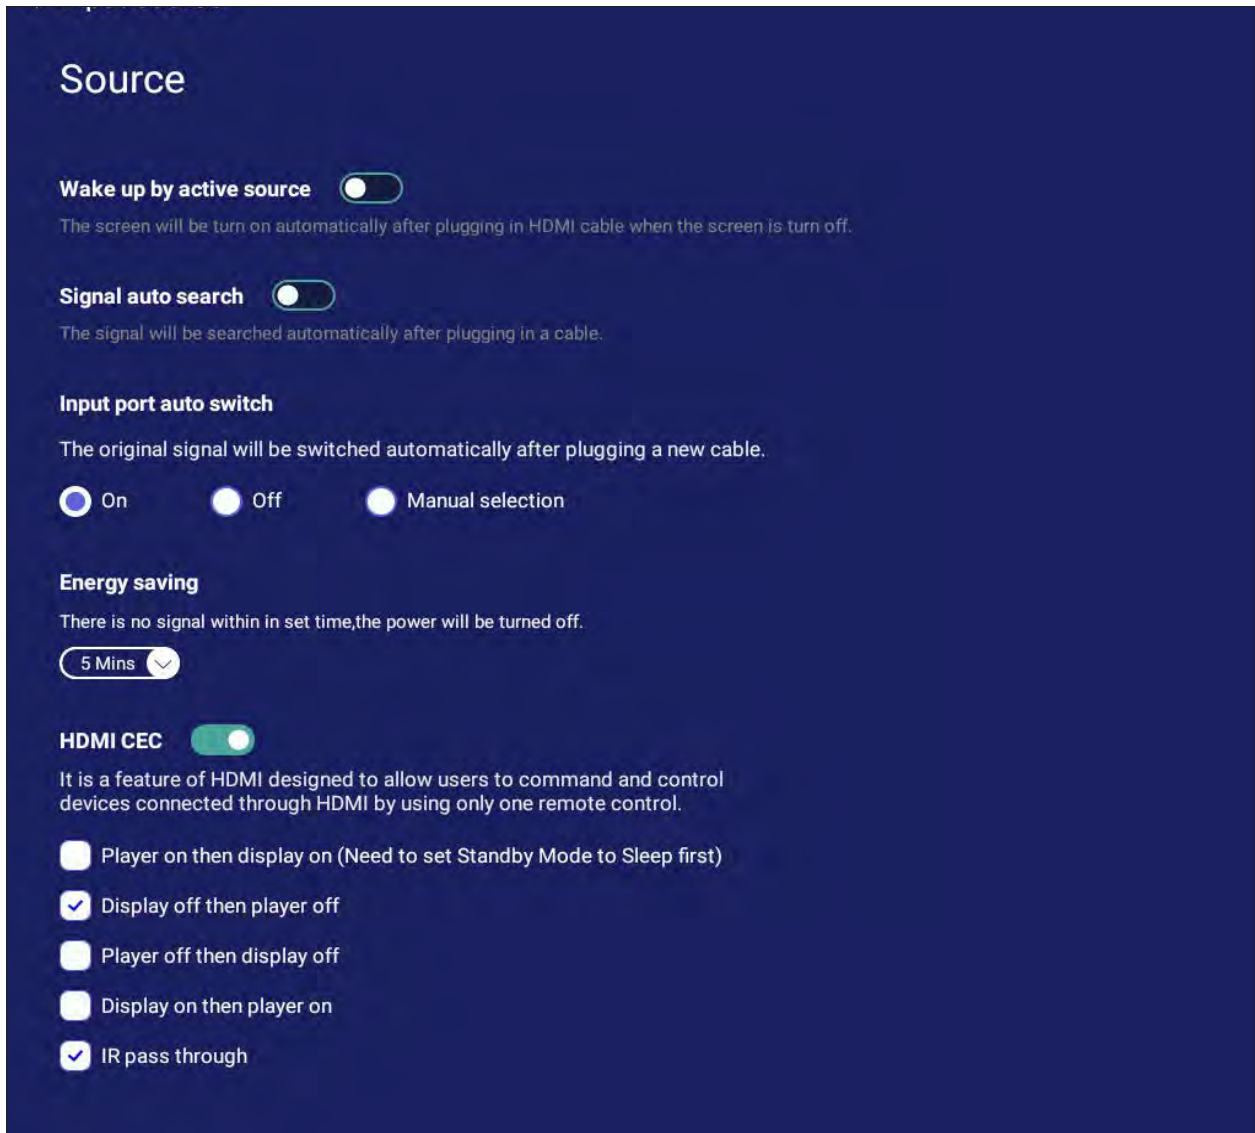 Source
Wake up by active source
The screen will be turn on automatically after plugging in HDMI cable when the screen is turn off.
Signal auto search
The signal will be searched automatically after plugging in a cable.
Input port auto switch
The original signal will be switched automatically after plugging a new cable.
On Off Manual selection
Energy saving
There is no signal within in set time,the power will be turned off.
5 Mins
HDMI CEC
It is a feature of HDMI designed to allow users to command and control
devices connected through HDMI by using only one remote control.
Player on then display on (Need to set Standby Mode to Sleep first)
Display off then player off
Player off then display off
Display on then player on
IR pass through